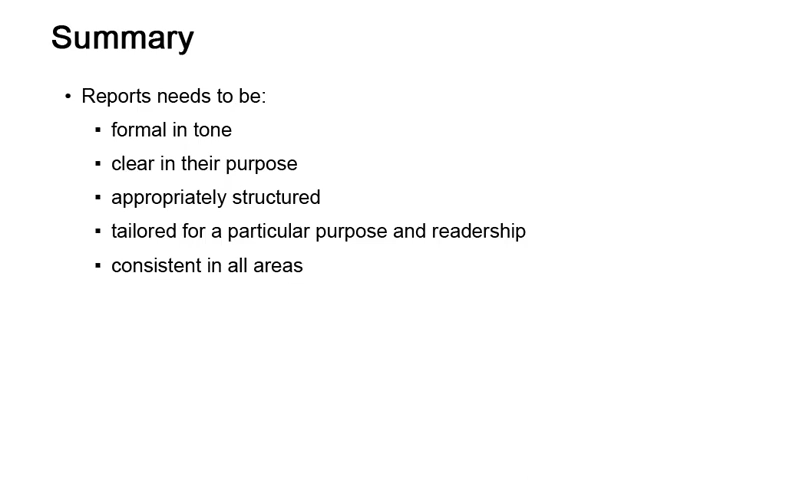 Summary
• Reports needs to be:
▪ formal in tone
▪ clear in their purpose
▪ appropriately structured
▪ tailored for a particular purpose and readership
▪ consistent in all areas